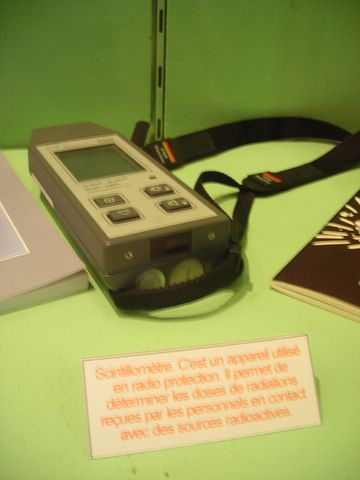 Scintillomètre. C'est un appareil utilisé
en radio protection. Il permet de
déterminer les doses de radiations
reçues par les personnels en contact
avec des sources radioactives.